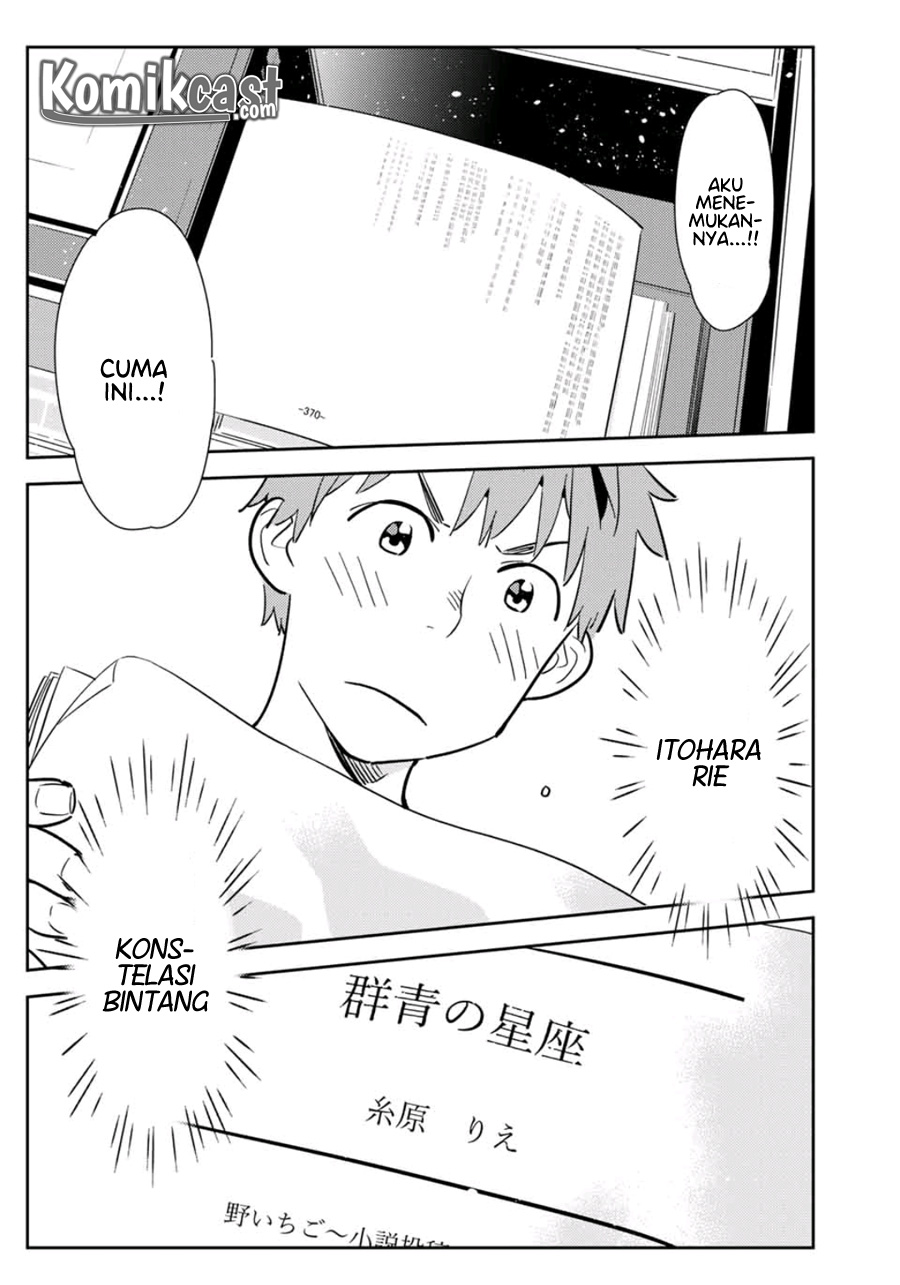 Komikcast
.com
AKU
MENE-
MUKAN-
NYA...!!
CUMA
INI...!
-370-
ITOHARA
RIE
KONS-
TELASI
BINTANG
群青の星座
糸原 りえ
野いちご〜小説投稿